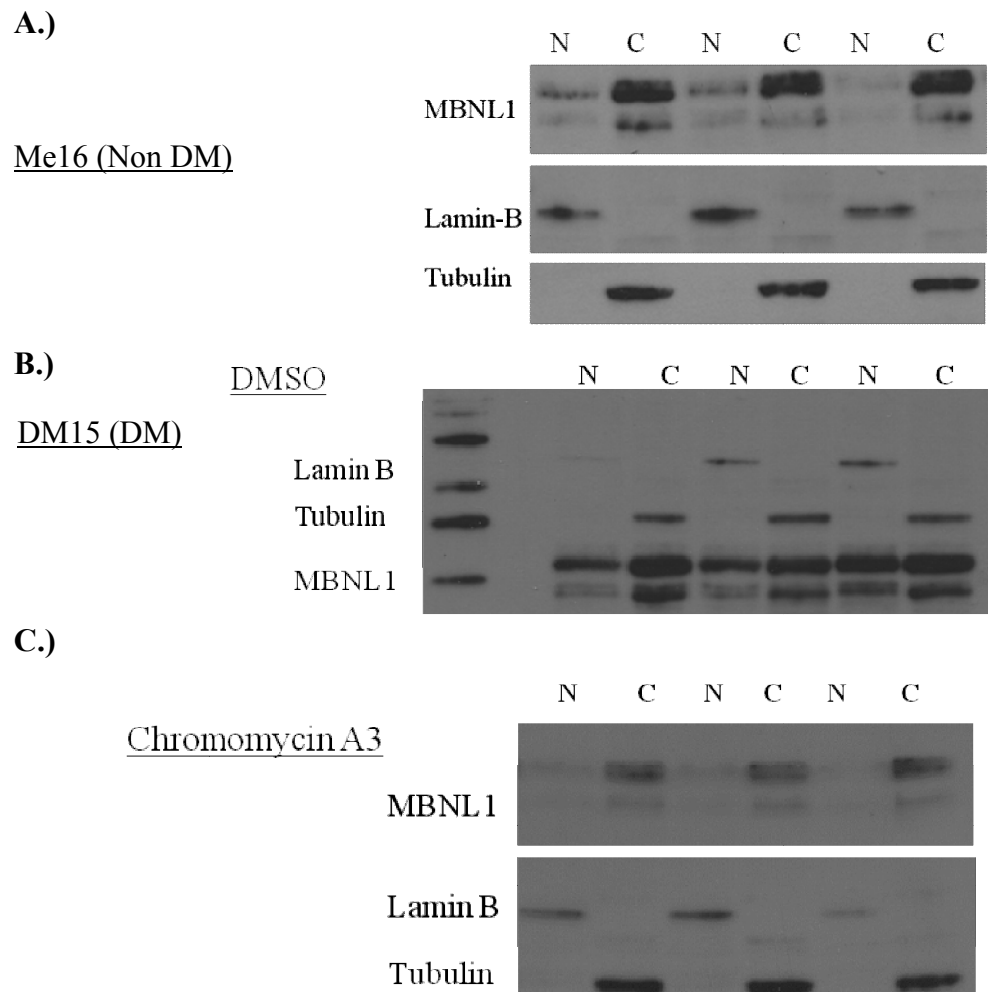 A.)
N C N C N C
MBNL1
Me16 (Non DM)
Lamin-B
Tubulin
B.)
DMSO
N C N C N C
DM15 (DM)
Lamin B
Tubulin
MBNL1
C.)
N C N C N C
Chromomycin A3
MBNL1
Lamin B
Tubulin